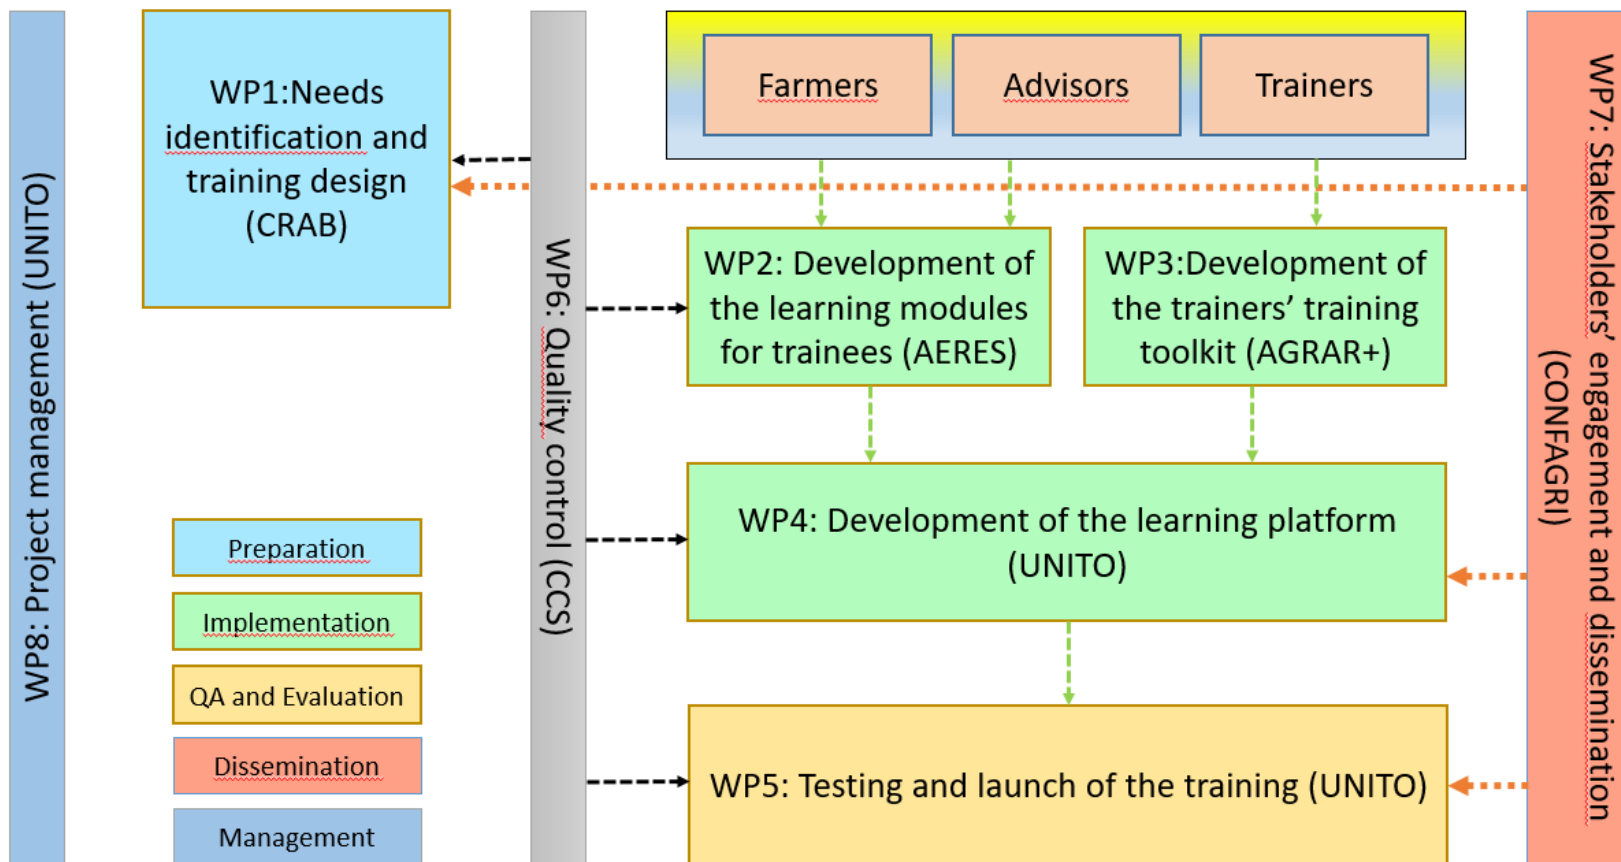 WP8: Project management (UNITO)
WP1:Needs
identification and
training design
(CRAB)
Preparation
Implementation
QA and Evaluation
Dissemination
Management
WP6: Quality control (CCS)
Farmers
Advisors
Trainers
WP2: Development of
the learning modules
for trainees (AERES)
WP3:Development of
the trainers’ training
toolkit (AGRAR+)
WP4: Development of the learning platform
(UNITO)
WP5: Testing and launch of the training (UNITO)
WP7: Stakeholders’ engagement and dissemination
(CONFAGRI)